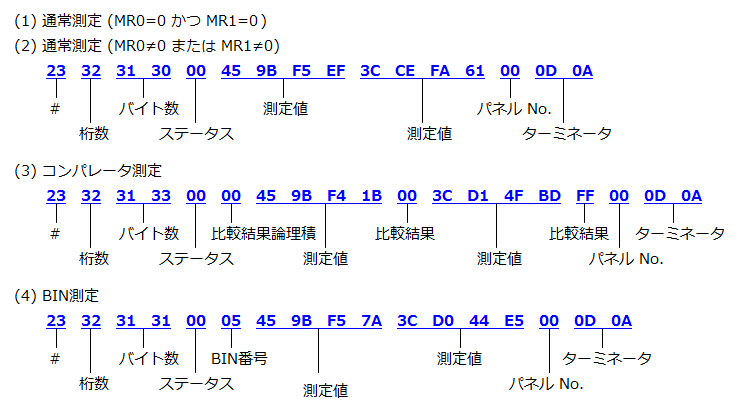 (1) 通常測定 (MR0=0 かつ MR1=0)
(2) 通常測定 (MR0≠0 または MR1≠0)
23 32 31 30 00 45 9B F5 EF 3C CE FA 61 00 0D 0A
# バイト数 測定値 パネル No.
桁数 ステータス 測定値 ターミネータ
(3) コンパレータ測定
23 32 31 33 00 00 45 9B F4 1B 00 3C D1 4F BD FF 00 0D 0A
# バイト数 比較結果論理積 比較結果 比較結果 ターミネータ
桁数 ステータス 測定値 測定値 パネル No.
(4) BIN測定
23 32 31 31 00 05 45 9B F5 7A 3C D0 44 E5 00 0D 0A
# バイト数 BIN番号 測定値 ターミネータ
桁数 ステータス 測定値 パネル No.